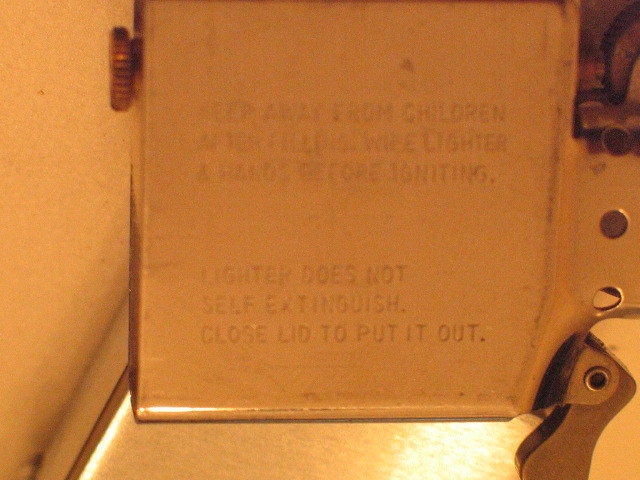 KEEP AWAY FROM CHILDREN
AFTER FILLING, WIPE LIGHTER
& HANDS BEFORE IGNITING.
LIGHTER DOES NOT
SELF EXTINGUISH.
CLOSE LID TO PUT IT OUT.